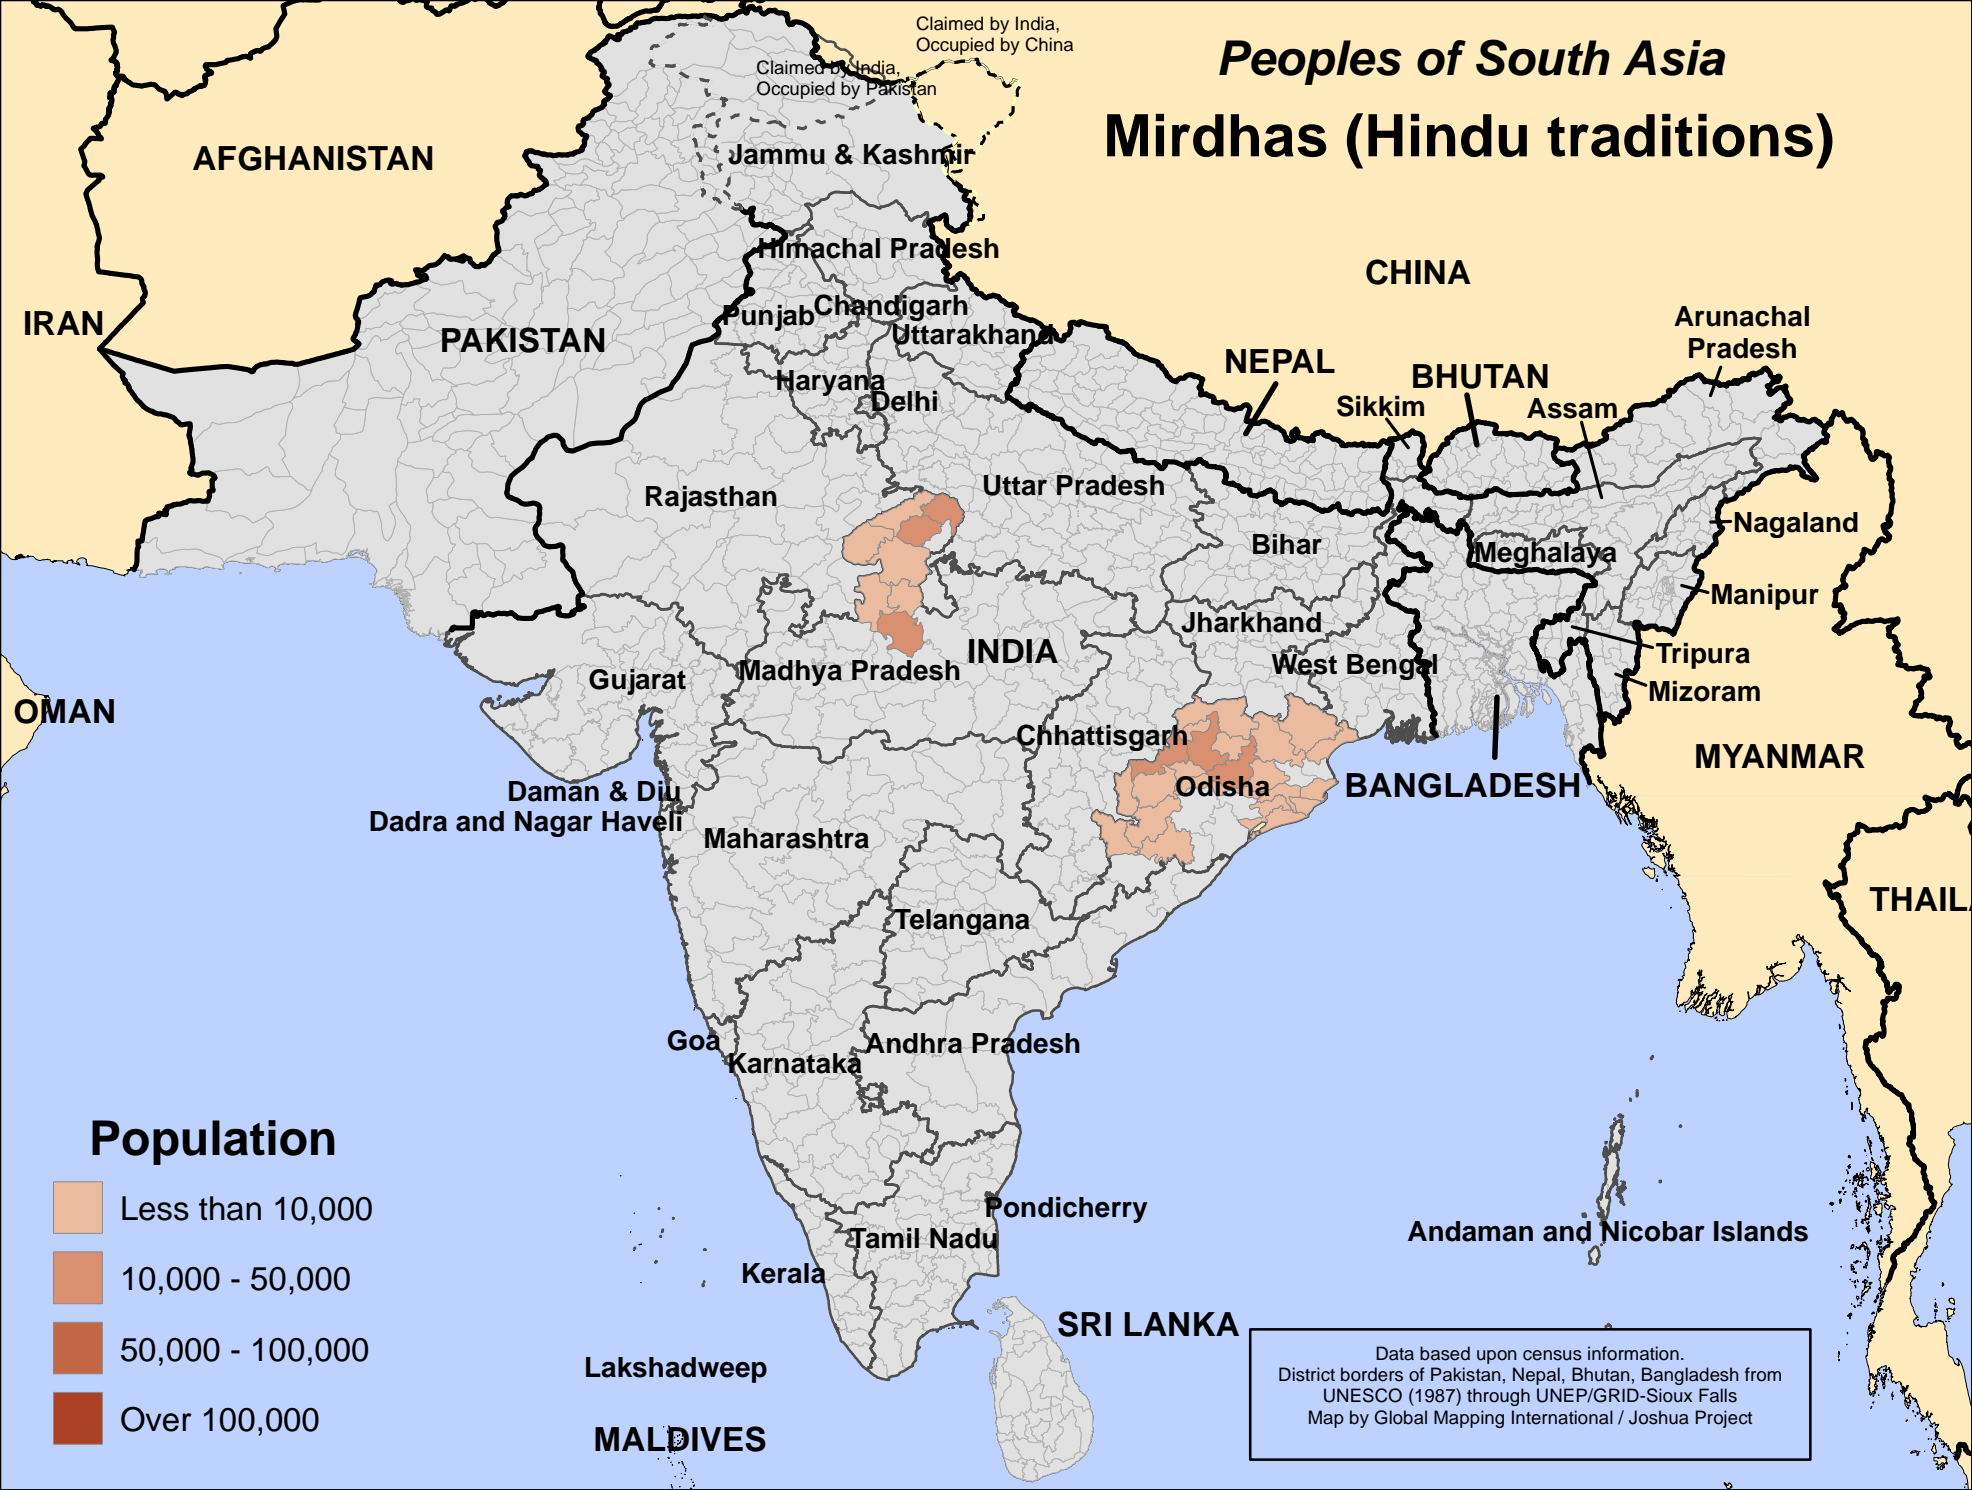 Claimed by India,
Occupied by China
Peoples of South Asia
Claimed by India,
Occupied by Pakistan
Mirdhas (Hindu traditions)
AFGHANISTAN
Jammu & Kashmir
Himachal Pradesh
CHINA
IRAN
PAKISTAN
Punjab
Chandigarh
Uttarakhand
Arunachal
Pradesh
NEPAL
BHUTAN
Haryana
Delhi
Sikkim
Assam
Rajasthan
Uttar Pradesh
Nagaland
Bihar
Meghalaya
Manipur
Jharkhand
INDIA
Tripura
West Bengal
Madhya Pradesh
Gujarat
Mizoram
OMAN
Chhattisgarh
MYANMAR
Odisha
BANGLADESH
Daman & Diu
Dadra and Nagar Haveli
Maharashtra
THAILA
Telangana
Goa
Andhra Pradesh
Karnataka
Population
Less than 10,000
10,000 - 50,000
50,000 - 100,000
Over 100,000
Pondicherry
Tamil Nadu
Andaman and Nicobar Islands
Kerala
SRI LANKA
Lakshadweep
MALDIVES
Data based upon census information.
District borders of Pakistan, Nepal, Bhutan, Bangladesh from
UNESCO (1987) through UNEP/GRID-Sioux Falls
Map by Global Mapping International / Joshua Project